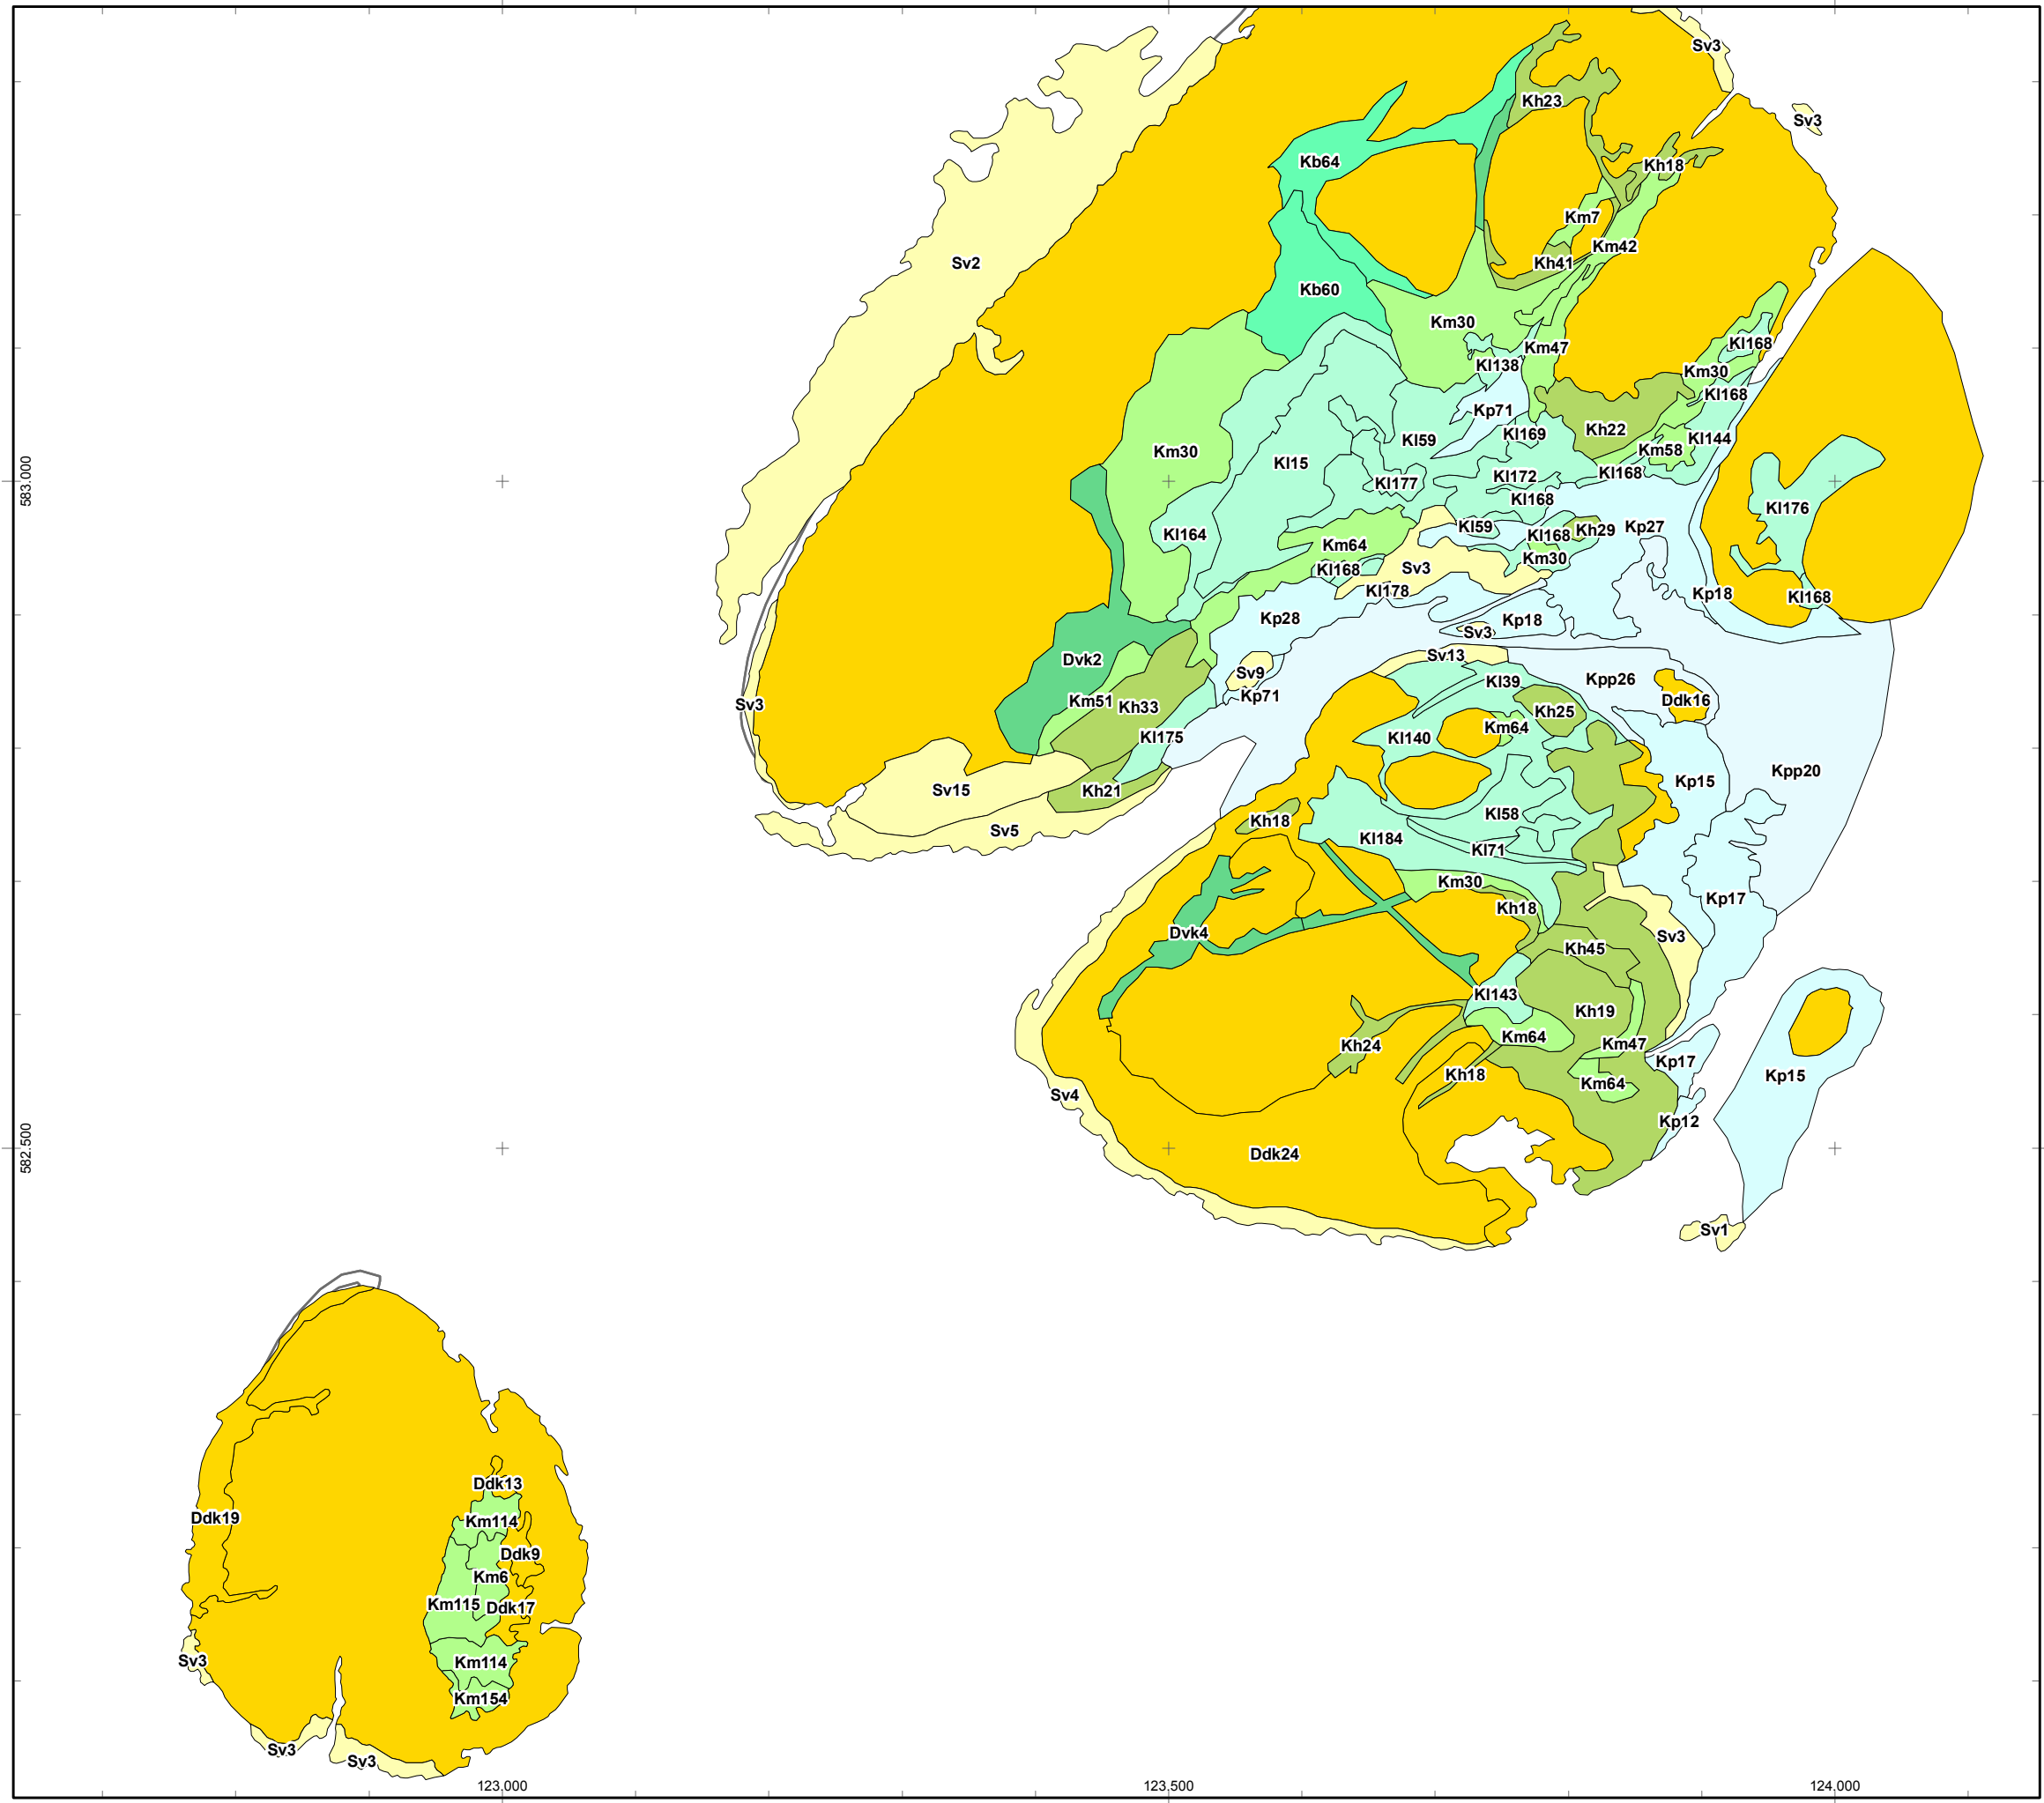 Sv3
Kh23
Sv3
Kb64
Kh18
Km7
Km42
Sv2
Kh41
Kb60
Km30
Kl168
Km47
Kl138
Km30
Kl168
Kp71
Kh22
Kl169
Kl144
Kl59
Km30
Km58
Kl15
Kl168
Kl172
Kl177
583.000
Kl168
Kl176
Kl59
Kp27
Kh29
Kl164
Kl168
Km64
Km30
Sv3
Kl168
Kl178
Kp18
Kl168
Kp28
Kp18
Sv3
Sv13
Dvk2
Sv9
Kl39
Kpp26
Kp71
Km51
Ddk16
Sv3
Kh33
Kh25
Km64
Kl175
Kl140
Kpp20
Kp15
Sv15
Kh21
Kl58
Kh18
Sv5
Kl184
Kl71
Km30
Kp17
Kh18
Dvk4
Sv3
Kh45
Kl143
Kh19
Km64
Kh24
Km47
Kp17
Kh18
Kp15
Km64
Sv4
Kp12
582.500
Ddk24
Sv1
Ddk13
Ddk19
Km114
Ddk9
Km6
Km115
Ddk17
Sv3
Km114
Km154
Sv3
Sv3
123.000
123.500
124.000